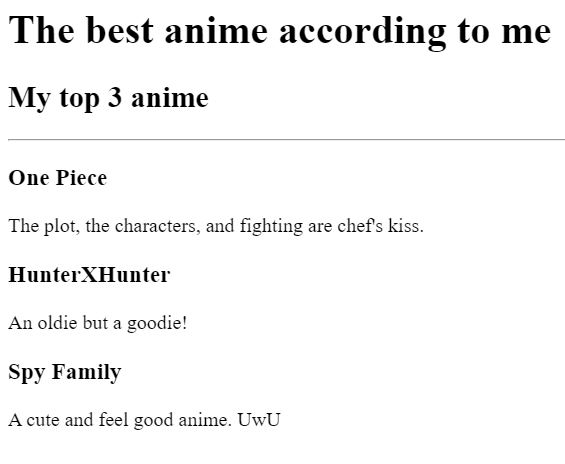 The best anime according to me
My top 3 anime
One Piece
The plot, the characters, and fighting are chef's kiss.
HunterXHunter
An oldie but a goodie!
Spy Family
A cute and feel good anime. UwU